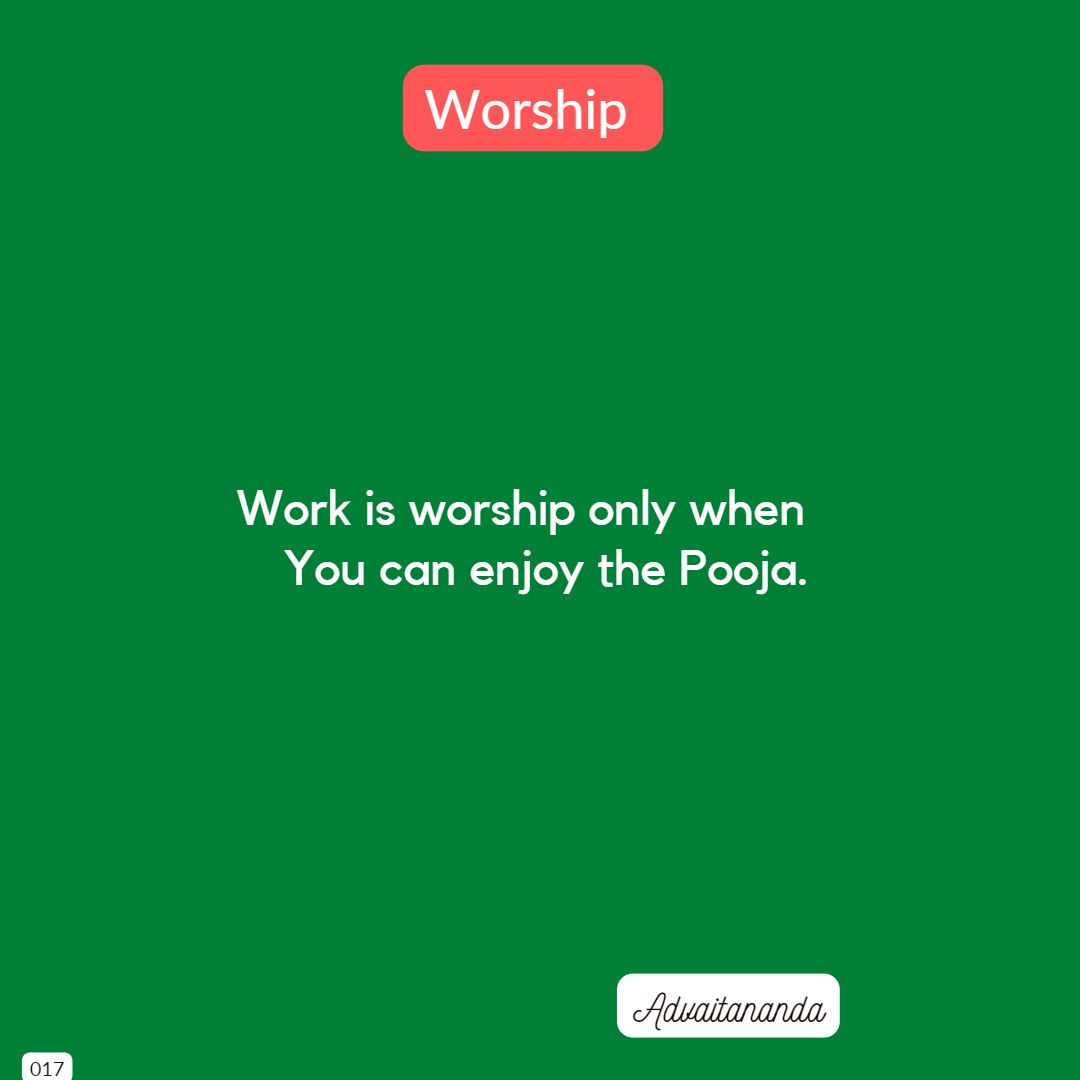 Worship
Work is worship only when
You can enjoy the Pooja.
Advaitananda
017